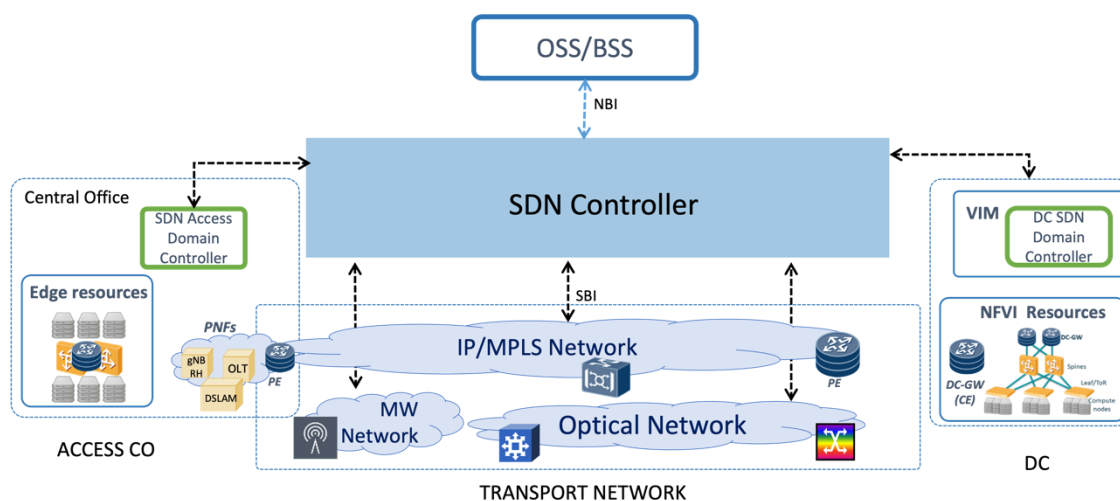 OSS/BSS
NBI
SDN Controller
Central Office
SDN Access
Domain
Controller
VIM
DC SDN
Domain
Controller
Edge resources
SBI
NFVI Resources
PNFs
gNB
RH
OLT
DSLAM
PE
IP/MPLS Network
PE
DC-GW
Spines
Leaf/ToR
Compute
nodes
DC-GW
(CE)
MW
Network
Optical Network
ACCESS CO
DC
TRANSPORT NETWORK